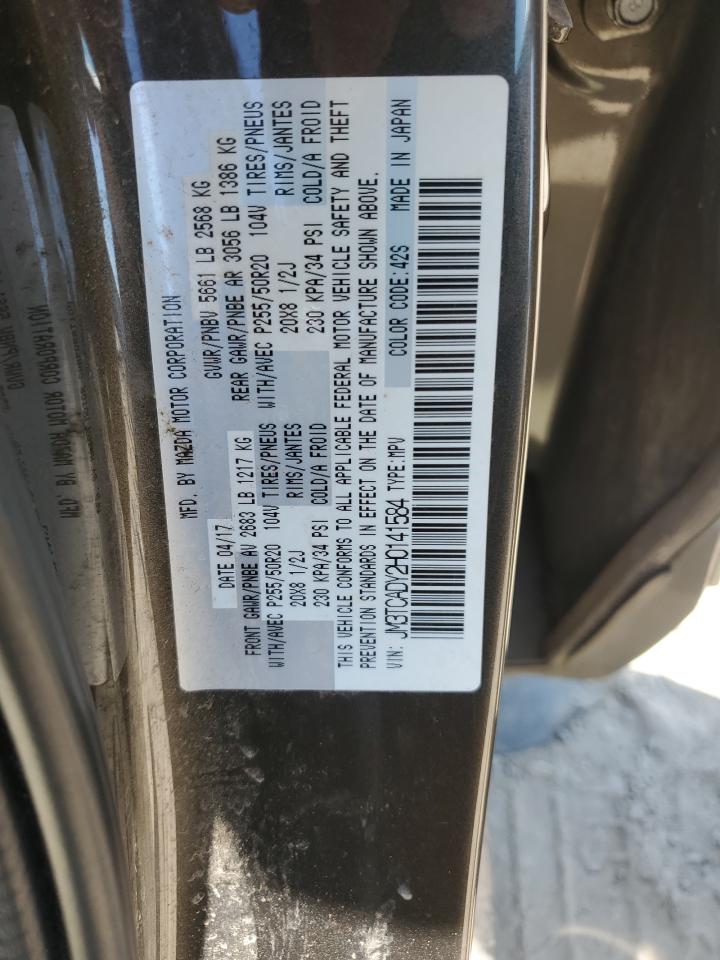 MFD. BY MAZDA MOTOR CORPORATION
DATE 04/17 GVWR/PNBV 5661 LB 2568 KG
FRONT GAWR/PNBE AV 2683 LB 1217 KG REAR GAWR/PNBE AR 3056 LB 1386 KG
WITH/AVEC P255/50R20 104V TIRES/PNEUS WITH/AVEC P255/50R20 104V TIRES/PNEUS
20X8 1/2J RIMS/JANTES 20X8 1/2J RIMS/JANTES
230 KPA/34 PSI COLD/A FROID 230 KPA/34 PSI COLD/A FROID
THIS VEHICLE CONFORMS TO ALL APPLICABLE FEDERAL MOTOR VEHICLE SAFETY AND THEFT
PREVENTION STANDARDS IN EFFECT ON THE DATE OF MANUFACTURE SHOWN ABOVE.
VIN: JM3TCADY2H0141584 TYPE:MPV COLOR CODE:42S MADE IN JAPAN